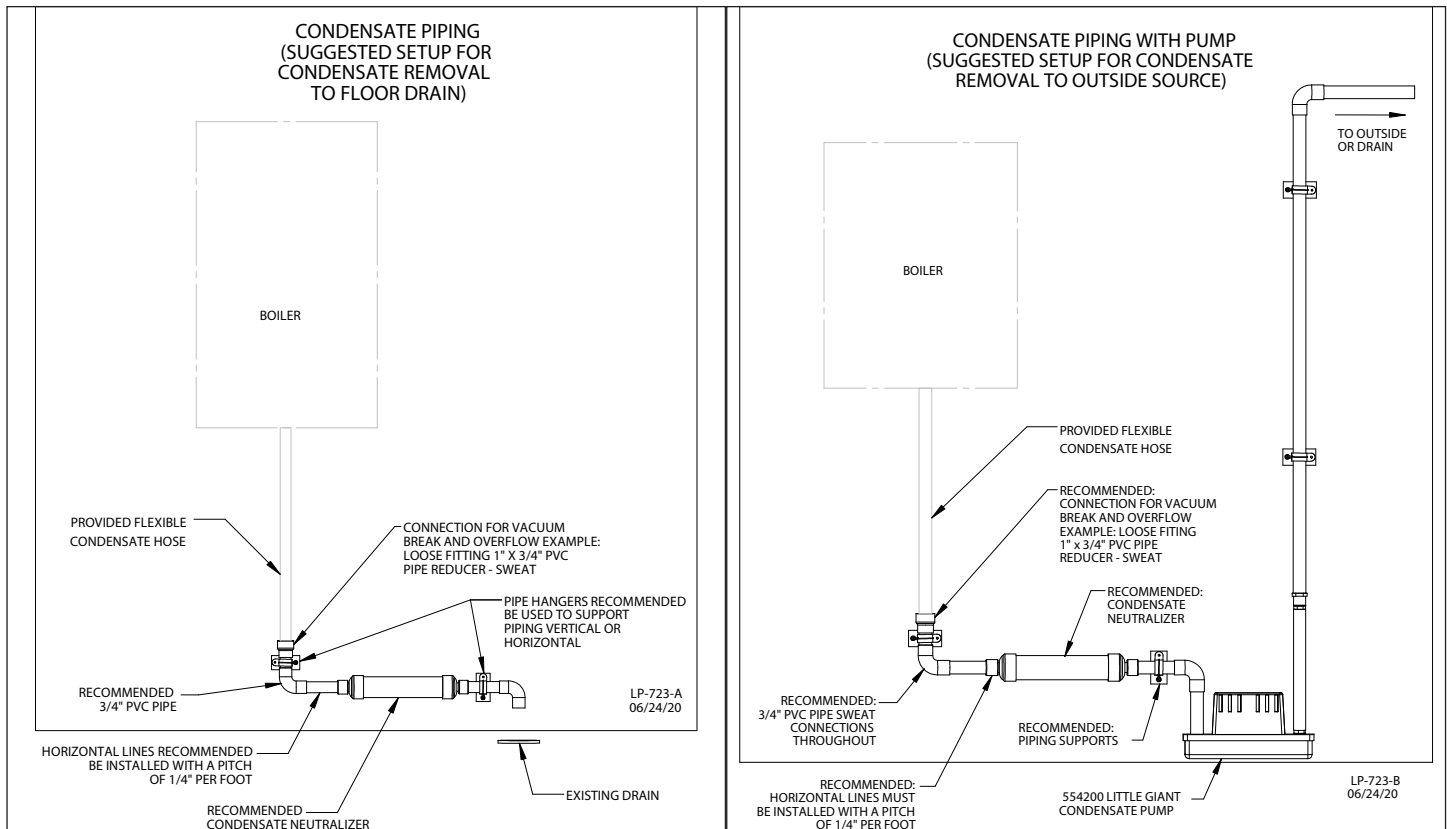 CONDENSATE PIPING
(SUGGESTED SETUP FOR
CONDENSATE REMOVAL
TO FLOOR DRAIN)
BOILER
PROVIDED FLEXIBLE
CONDENSATE HOSE
CONNECTION FOR VACUUM
BREAK AND OVERFLOW EXAMPLE:
LOOSE FITTING 1" X 3/4" PVC
PIPE REDUCER - SWEAT
PIPE HANGERS RECOMMENDED
BE USED TO SUPPORT
PIPING VERTICAL OR
HORIZONTAL
RECOMMENDED
3/4" PVC PIPE
LP-723-A
06/24/20
HORIZONTAL LINES RECOMMENDED
BE INSTALLED WITH A PITCH
OF 1/4" PER FOOT
EXISTING DRAIN
RECOMMENDED
CONDENSATE NEUTRALIZER
CONDENSATE PIPING WITH PUMP
(SUGGESTED SETUP FOR CONDENSATE
REMOVAL TO OUTSIDE SOURCE)
TO OUTSIDE
OR DRAIN
BOILER
PROVIDED FLEXIBLE
CONDENSATE HOSE
RECOMMENDED:
CONNECTION FOR VACUUM
BREAK AND OVERFLOW
EXAMPLE: LOOSE FITING
1" x 3/4" PVC PIPE
REDUCER - SWEAT
RECOMMENDED:
CONDENSATE
NEUTRALIZER
RECOMMENDED:
3/4" PVC PIPE SWEAT
CONNECTIONS
THROUGHOUT
RECOMMENDED:
PIPING SUPPORTS
RECOMMENDED:
HORIZONTAL LINES MUST
BE INSTALLED WITH A PITCH
OF 1/4" PER FOOT
554200 LITTLE GIANT
CONDENSATE PUMP
LP-723-B
06/24/20